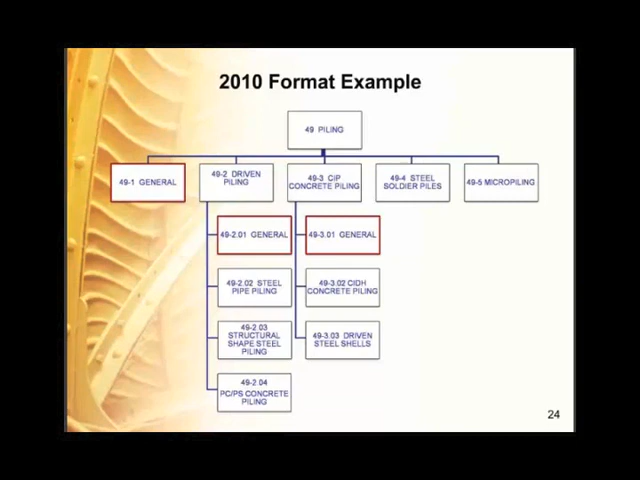 2010 Format Example
49 PILING
49-1 GENERAL
49-2 DRIVEN
PILING
49-3 CIP
CONCRETE PILING
49-4 STEEL
SOLDIER PILES
49-5 MICROPILING
49-2.01 GENERAL
49-3.01 GENERAL
49-2.02 STEEL
PIPE PILING
49-3.02 CIDH
CONCRETE PILING
49-2.03
STRUCTURAL
SHAPE STEEL
PILING
49-3.03 DRIVEN
STEEL SHELLS
49-2.04
PC/PS CONCRETE
PILING
24